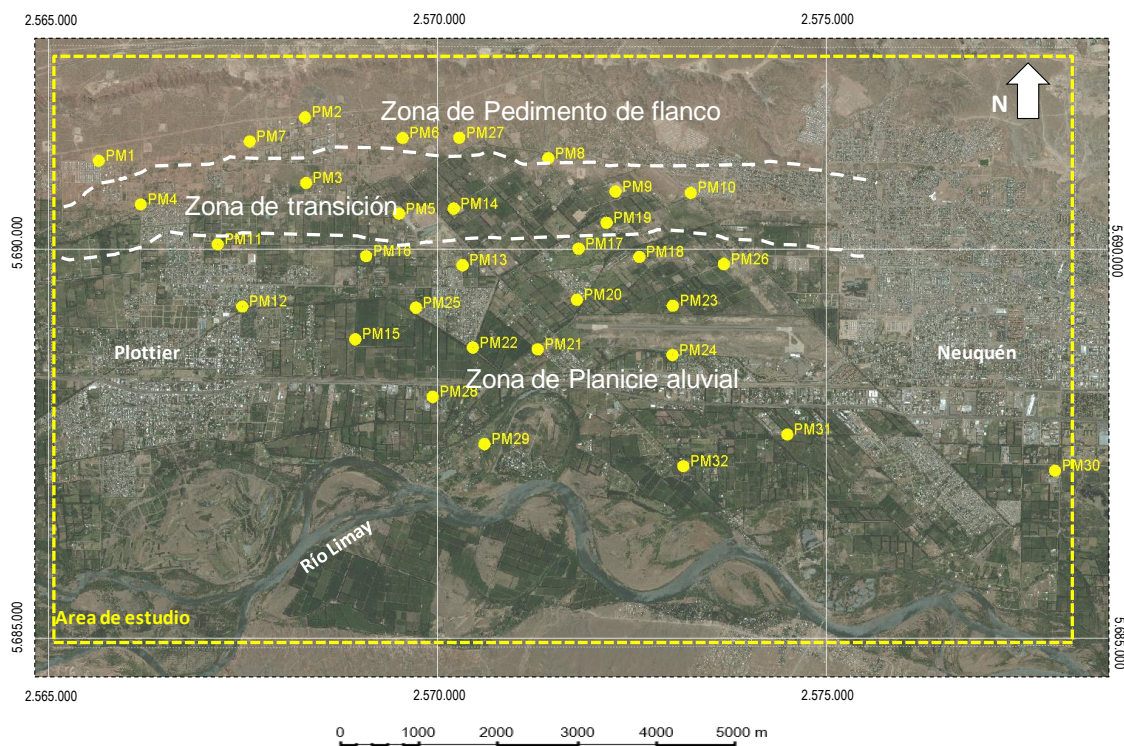 2.565.000
2.570.000
2.575.000
N
PM2
Zona de Pedimento de flanco
PM7
PM6
PM27
PM1
PM8
PM3
PM9
PM10
PM4
Zona de transición
PM5
PM14
PM19
5.690.000
PM11
PM17
5.690.000
PM16
PM18
PM13
PM26
PM12
PM25
PM20
PM23
PM15
PM22
PM21
PM24
Plottier
Neuquén
Zona de Planicie aluvial
PM28
PM29
PM31
PM32
PM30
Río Limay
Area de estudio
5.685.000
5.685.000
2.565.000
2.570.000
2.575.000
0 1000 2000 3000 4000 5000 m